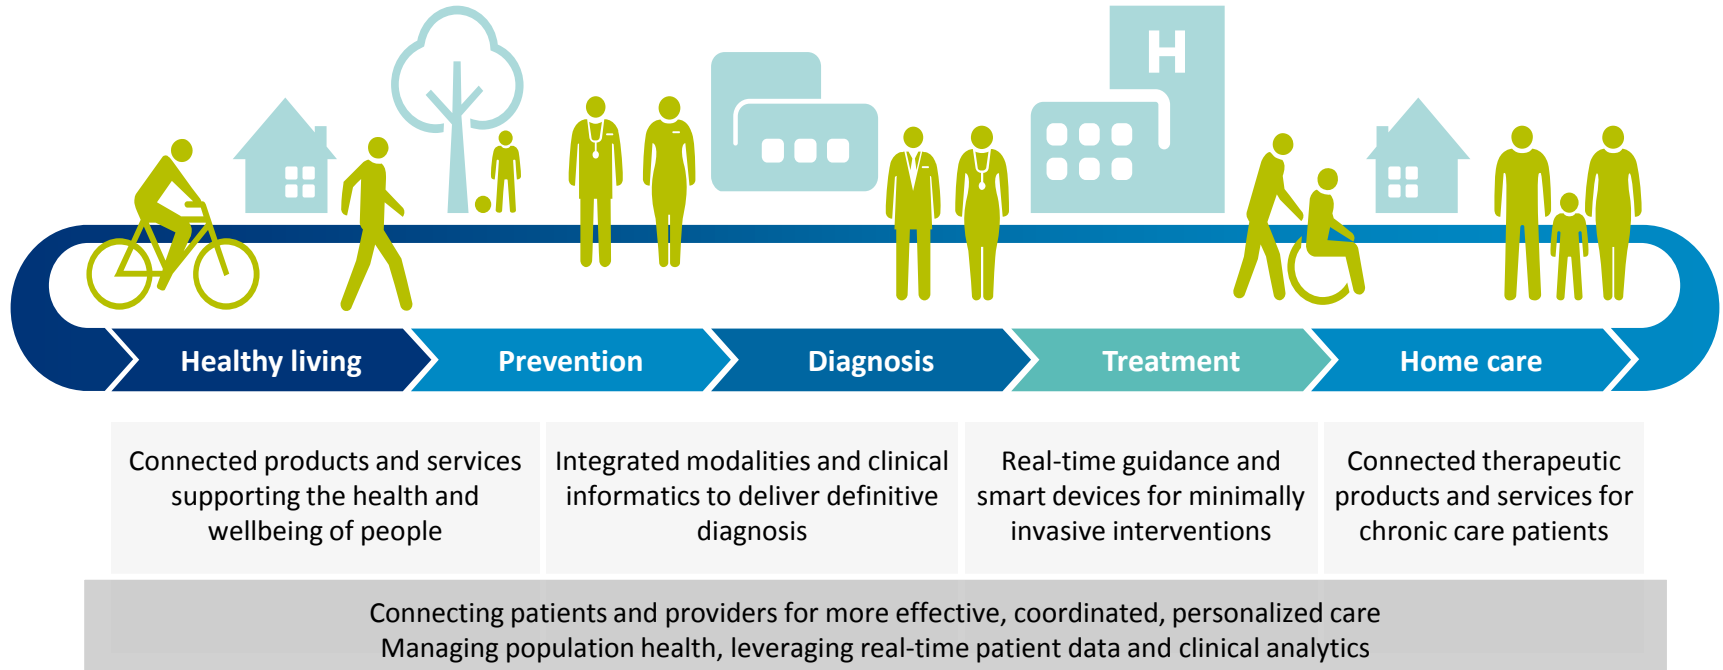 H
Healthy living
Prevention
Diagnosis
Treatment
Home care
Connected products and services
supporting the health and
wellbeing of people
Integrated modalities and clinical
informatics to deliver definitive
diagnosis
Real-time guidance and
smart devices for minimally
invasive interventions
Connected therapeutic
products and services for
chronic care patients
Connecting patients and providers for more effective, coordinated, personalized care
Managing population health, leveraging real-time patient data and clinical analytics